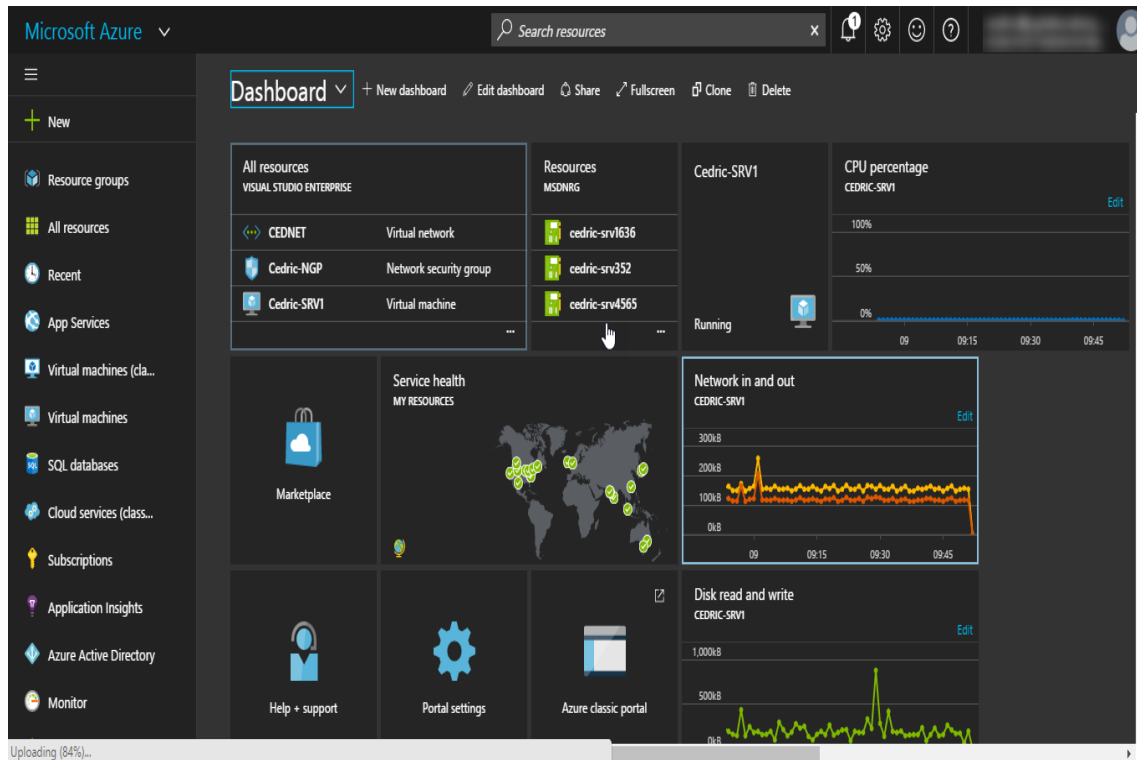 Microsoft Azure
Search resources
x
1
Dashboard
New dashboard
Edit dashboard
Share
Fullscreen
Clone
Delete
New
Resource groups
All resources
Recent
App Services
Virtual machines (cla...
Virtual machines
SQL databases
Cloud services (class...
Subscriptions
Application Insights
Azure Active Directory
Monitor
All resources
VISUAL STUDIO ENTERPRISE
CEDNET Virtual network
Cedric-NGP Network security group
Cedric-SRV1 Virtual machine
...
Resources
MSDNRG
cedric-srv1636
cedric-srv352
cedric-srv4565
...
Cedric-SRV1
Running
CPU percentage
CEDRIC-SRV1
Edit
100%
50%
0%
09 09:15 09:30 09:45
Marketplace
Service health
MY RESOURCES
Network in and out
CEDRIC-SRV1
Edit
300kB
200kB
100kB
0kB
09 09:15 09:30 09:45
Help + support
Portal settings
Azure classic portal
Disk read and write
CEDRIC-SRV1
Edit
1,000kB
500kB
0kB
Uploading (84%)...